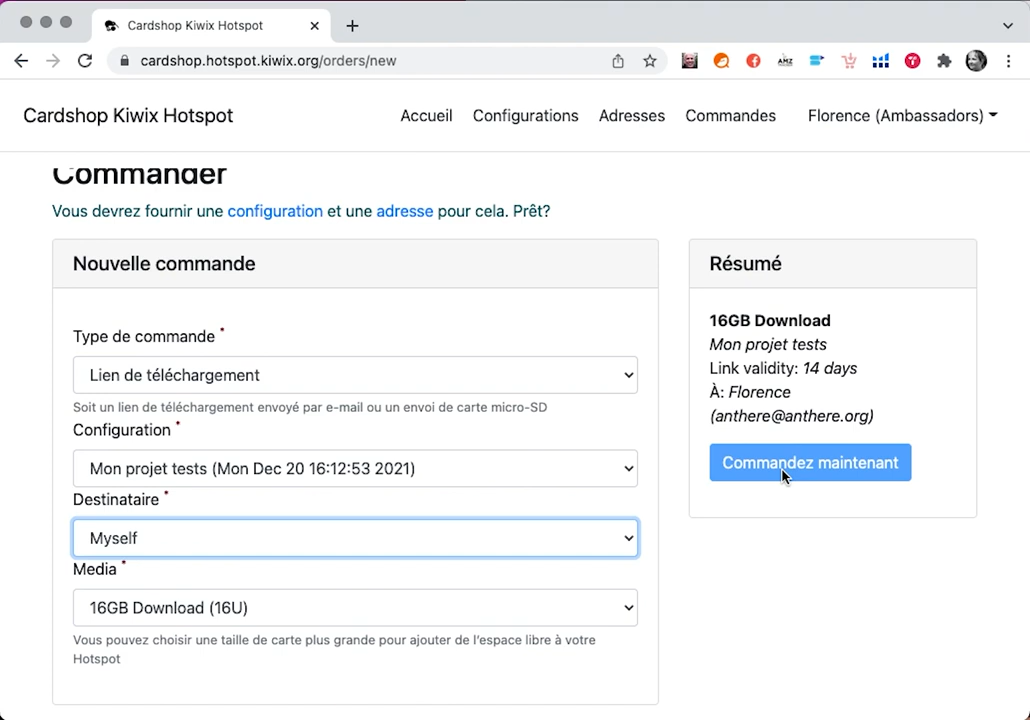 Cardshop Kiwix Hotspot
cardshop.hotspot.kiwix.org/orders/new
AMZ
Cardshop Kiwix Hotspot
Accueil
Configurations
Adresses
Commandes
Florence (Ambassadors)
Commander
Vous devrez fournir une configuration et une adresse pour cela. Prêt?
Nouvelle commande
Type de commande *
Lien de téléchargement
Soit un lien de téléchargement envoyé par e-mail ou un envoi de carte micro-SD
Configuration *
Mon projet tests (Mon Dec 20 16:12:53 2021)
Destinataire *
Myself
Media *
16GB Download (16U)
Vous pouvez choisir une taille de carte plus grande pour ajouter de l'espace libre à votre
Hotspot
Résumé
16GB Download
Mon projet tests
Link validity: 14 days
À: Florence
(anthere@anthere.org)
Commandez maintenant